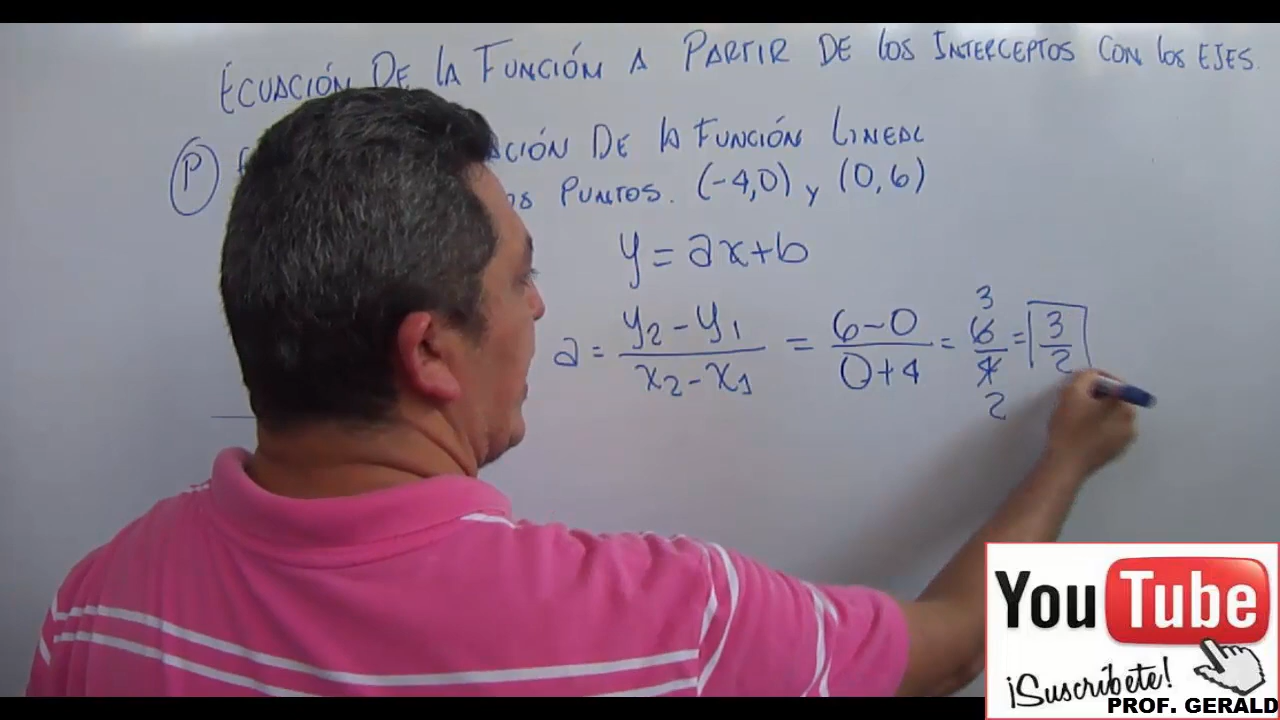 ECUACIÓN DE LA FUNCIÓN A PARTIR DE LOS INTERCEPTOS CON LOS EJES.
P DE LA FUNCIÓN LINEAL
PUNTOS. (-4,0) y (0,6)
y = ax+b
a = y₂-y₁/x₂-x₁ = 6-0/0+4 = 6/4 = 3/2
3
2
YouTube
¡Suscríbete!
PROF. GERALD